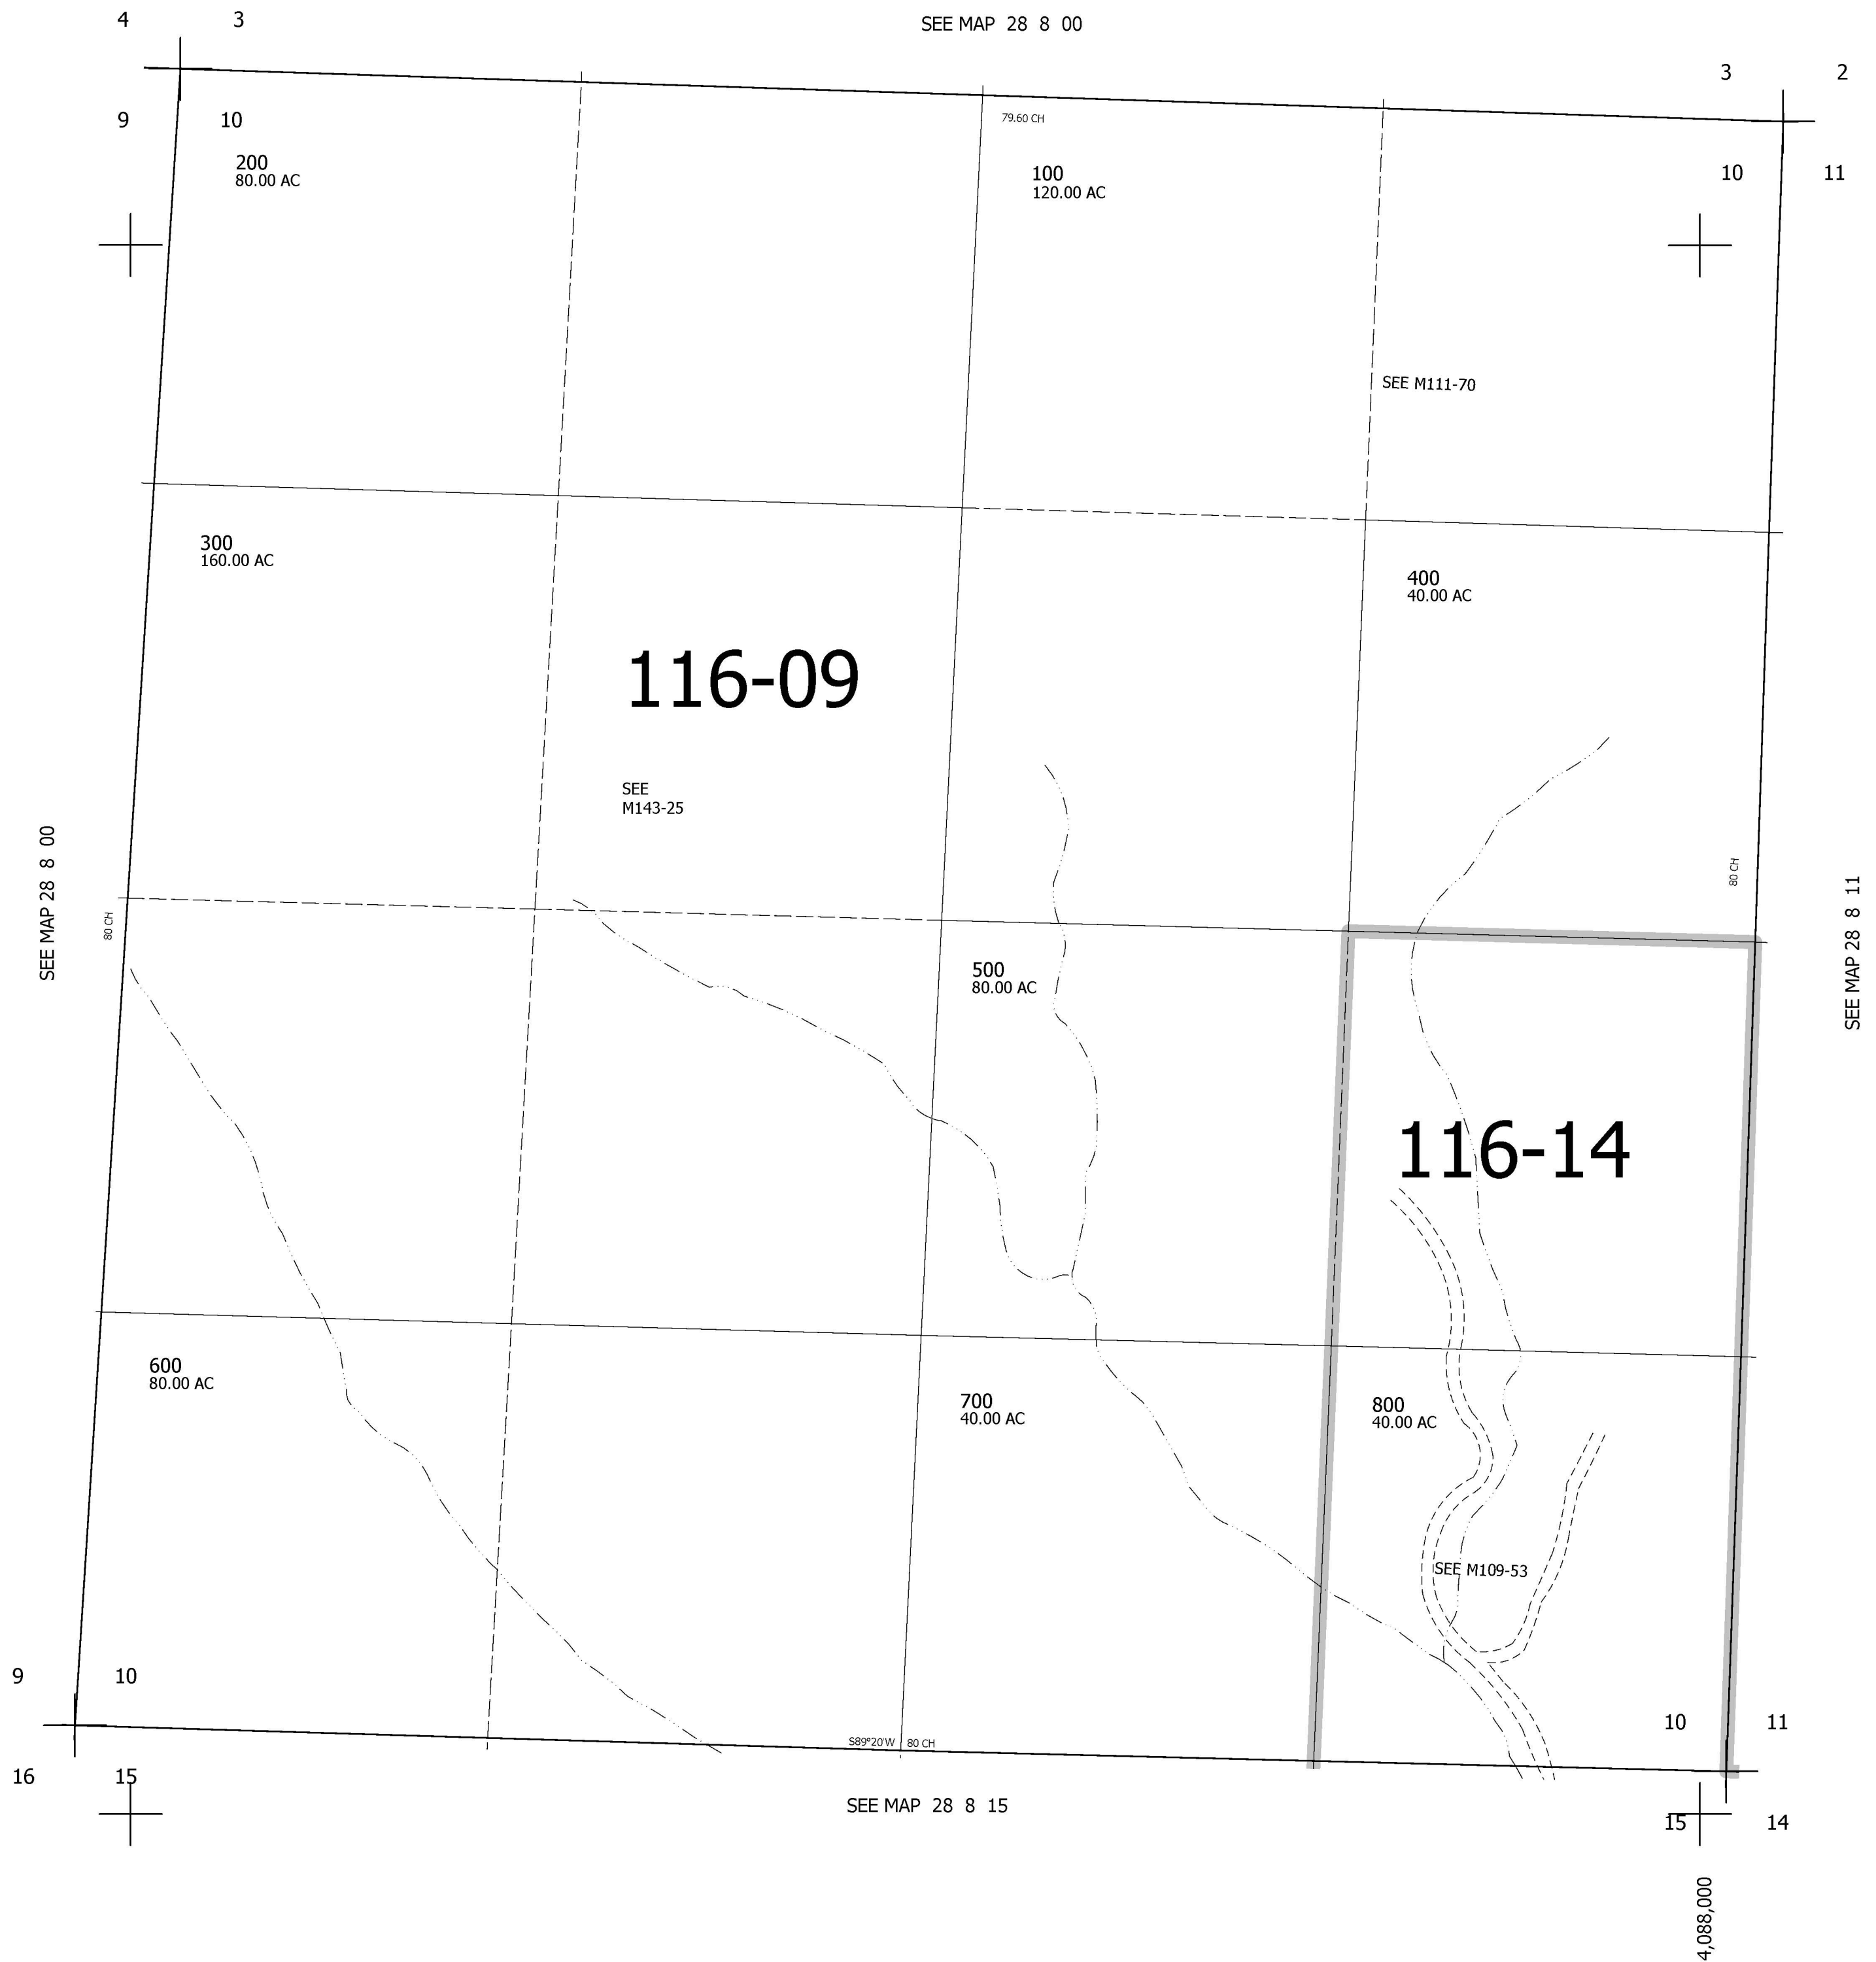 4 3
SEE MAP 28 8 00
3 2
9 10
79.60 CH
200
80.00 AC
100
120.00 AC
10 11
SEE M111-70
300
160.00 AC
400
40.00 AC
116-09
SEE
M143-25
SEE MAP 28 8 00
80 CH
80 CH
SEE MAP 28 8 11
500
80.00 AC
116-14
600
80.00 AC
700
40.00 AC
800
40.00 AC
SEE M109-53
9 10
S89°20'W 80 CH
10 11
16 15
SEE MAP 28 8 15
15 14
4,088,000